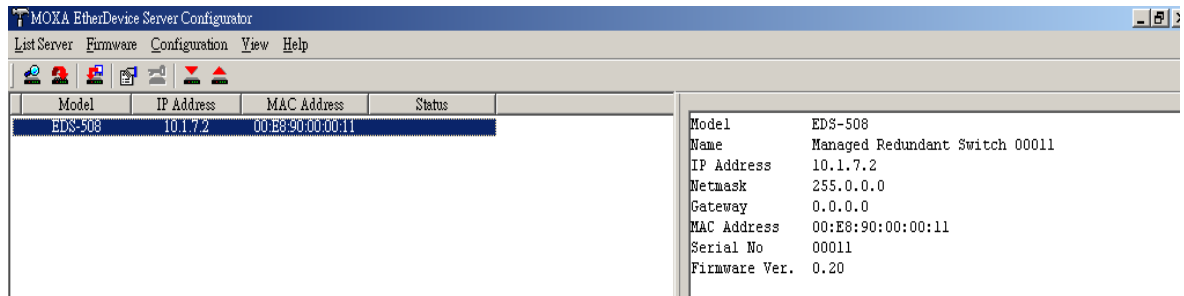 MOXA EtherDevice Server Configurator
List Server Firmware Configuration View Help
Model IP Address MAC Address Status
EDS-508 10.1.7.2 00:E8:90:00:00:11
Model EDS-508
Name Managed Redundant Switch 00011
IP Address 10.1.7.2
Netmask 255.0.0.0
Gateway 0.0.0.0
MAC Address 00:E8:90:00:00:11
Serial No 00011
Firmware Ver. 0.20